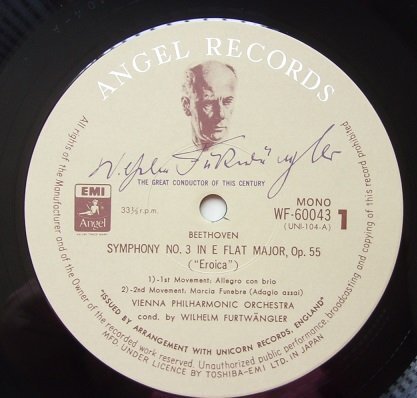 ANGEL RECORDS
Wilhelm Furtwängler
THE GREAT CONDUCTOR OF THIS CENTURY
EMI
Angel
33⅓ r.p.m.
MONO
WF-60043 1
(UNI-104-A)
BEETHOVEN
SYMPHONY NO. 3 IN E FLAT MAJOR, Op. 55
("Eroica")
1)-1st Movement: Allegro con brio
2)-2nd Movement: Marcia Funebre (Adagio assai)
VIENNA PHILHARMONIC ORCHESTRA
cond. by WILHELM FURTWÄNGLER
"ISSUED BY ARRANGEMENT WITH UNICORN RECORDS, ENGLAND"
All rights of the Manufacturer and of the Owner of the recorded work reserved. Unauthorized public performance, broadcasting and copying of this record prohibited
MFD. UNDER LICENCE BY TOSHIBA-EMI LTD. IN JAPAN